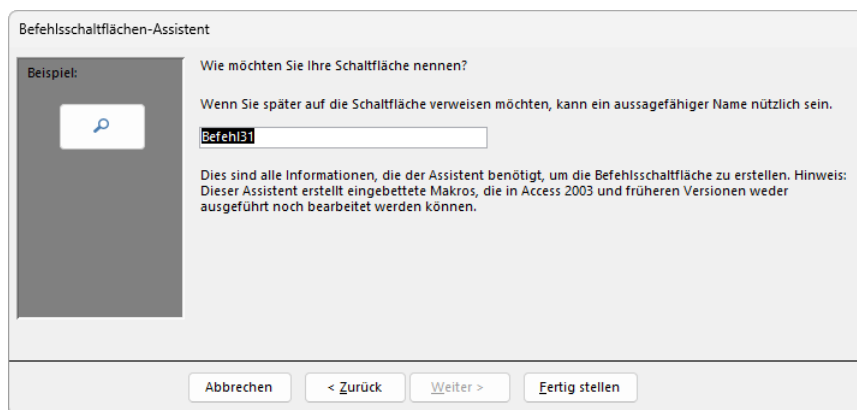 Befehlsschaltflächen-Assistent
Beispiel:
Wie möchten Sie Ihre Schaltfläche nennen?
Wenn Sie später auf die Schaltfläche verweisen möchten, kann ein aussagefähiger Name nützlich sein.
Befehl31
Dies sind alle Informationen, die der Assistent benötigt, um die Befehlsschaltfläche zu erstellen. Hinweis:
Dieser Assistent erstellt eingebettete Makros, die in Access 2003 und früheren Versionen weder
ausgeführt noch bearbeitet werden können.
Abbrechen
< Zurück
Weiter >
Fertig stellen